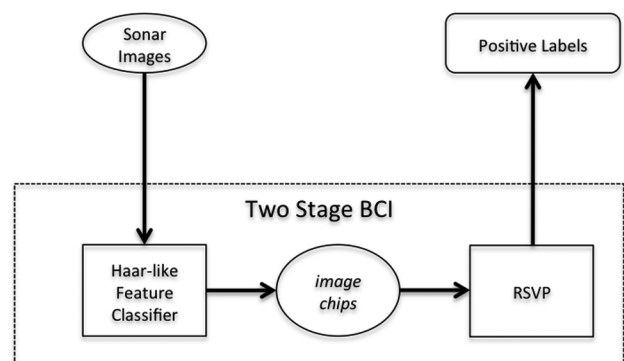 Sonar
Images
Positive Labels
Two Stage BCI
Haar-like
Feature
Classifier
image
chips
RSVP